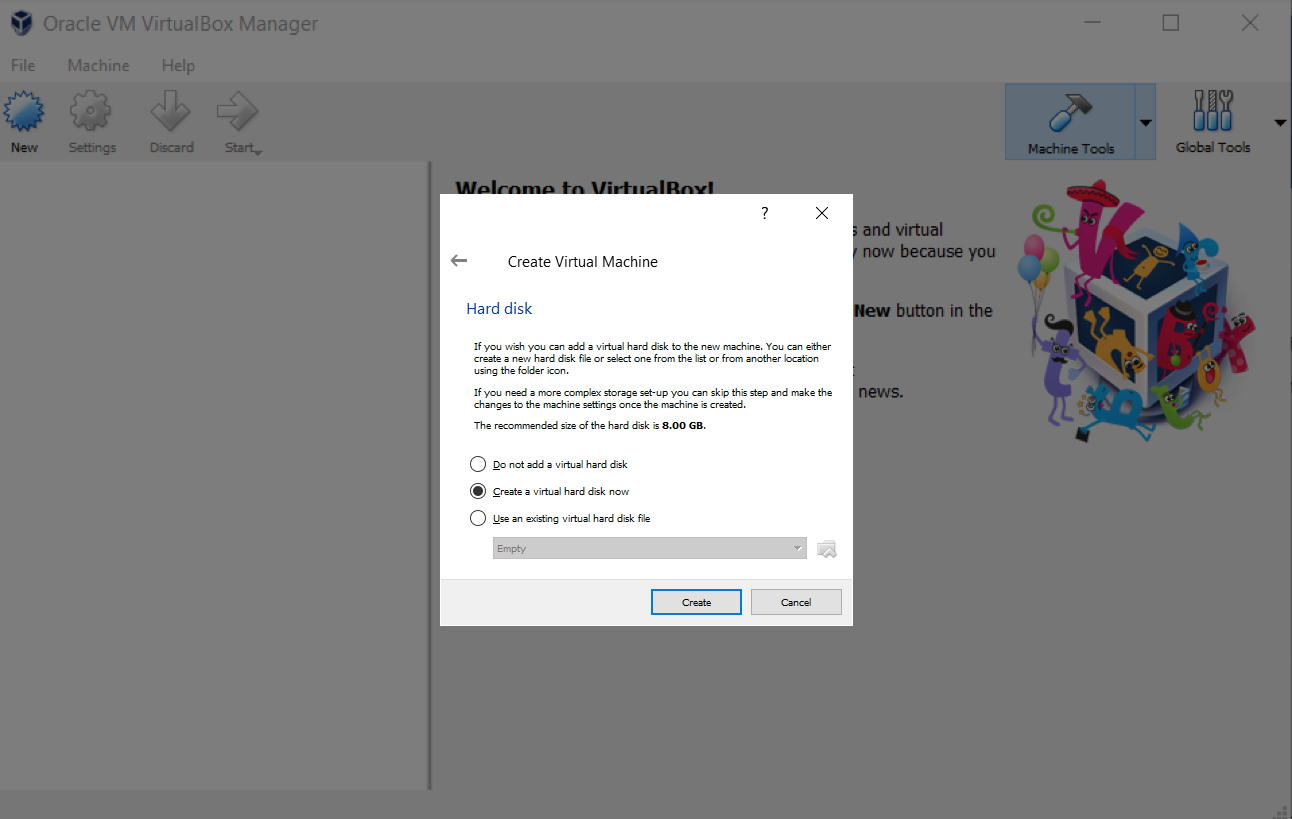 Oracle VM VirtualBox Manager
File Machine Help
New Settings Discard Start
Machine Tools Global Tools
Welcome to VirtualBox!
s and virtual
now because you
New button in the
news.
?
Create Virtual Machine
Hard disk
If you wish you can add a virtual hard disk to the new machine. You can either
create a new hard disk file or select one from the list or from another location
using the folder icon.
If you need a more complex storage set-up you can skip this step and make the
changes to the machine settings once the machine is created.
The recommended size of the hard disk is 8.00 GB.
Do not add a virtual hard disk
Create a virtual hard disk now
Use an existing virtual hard disk file
Empty
Create Cancel